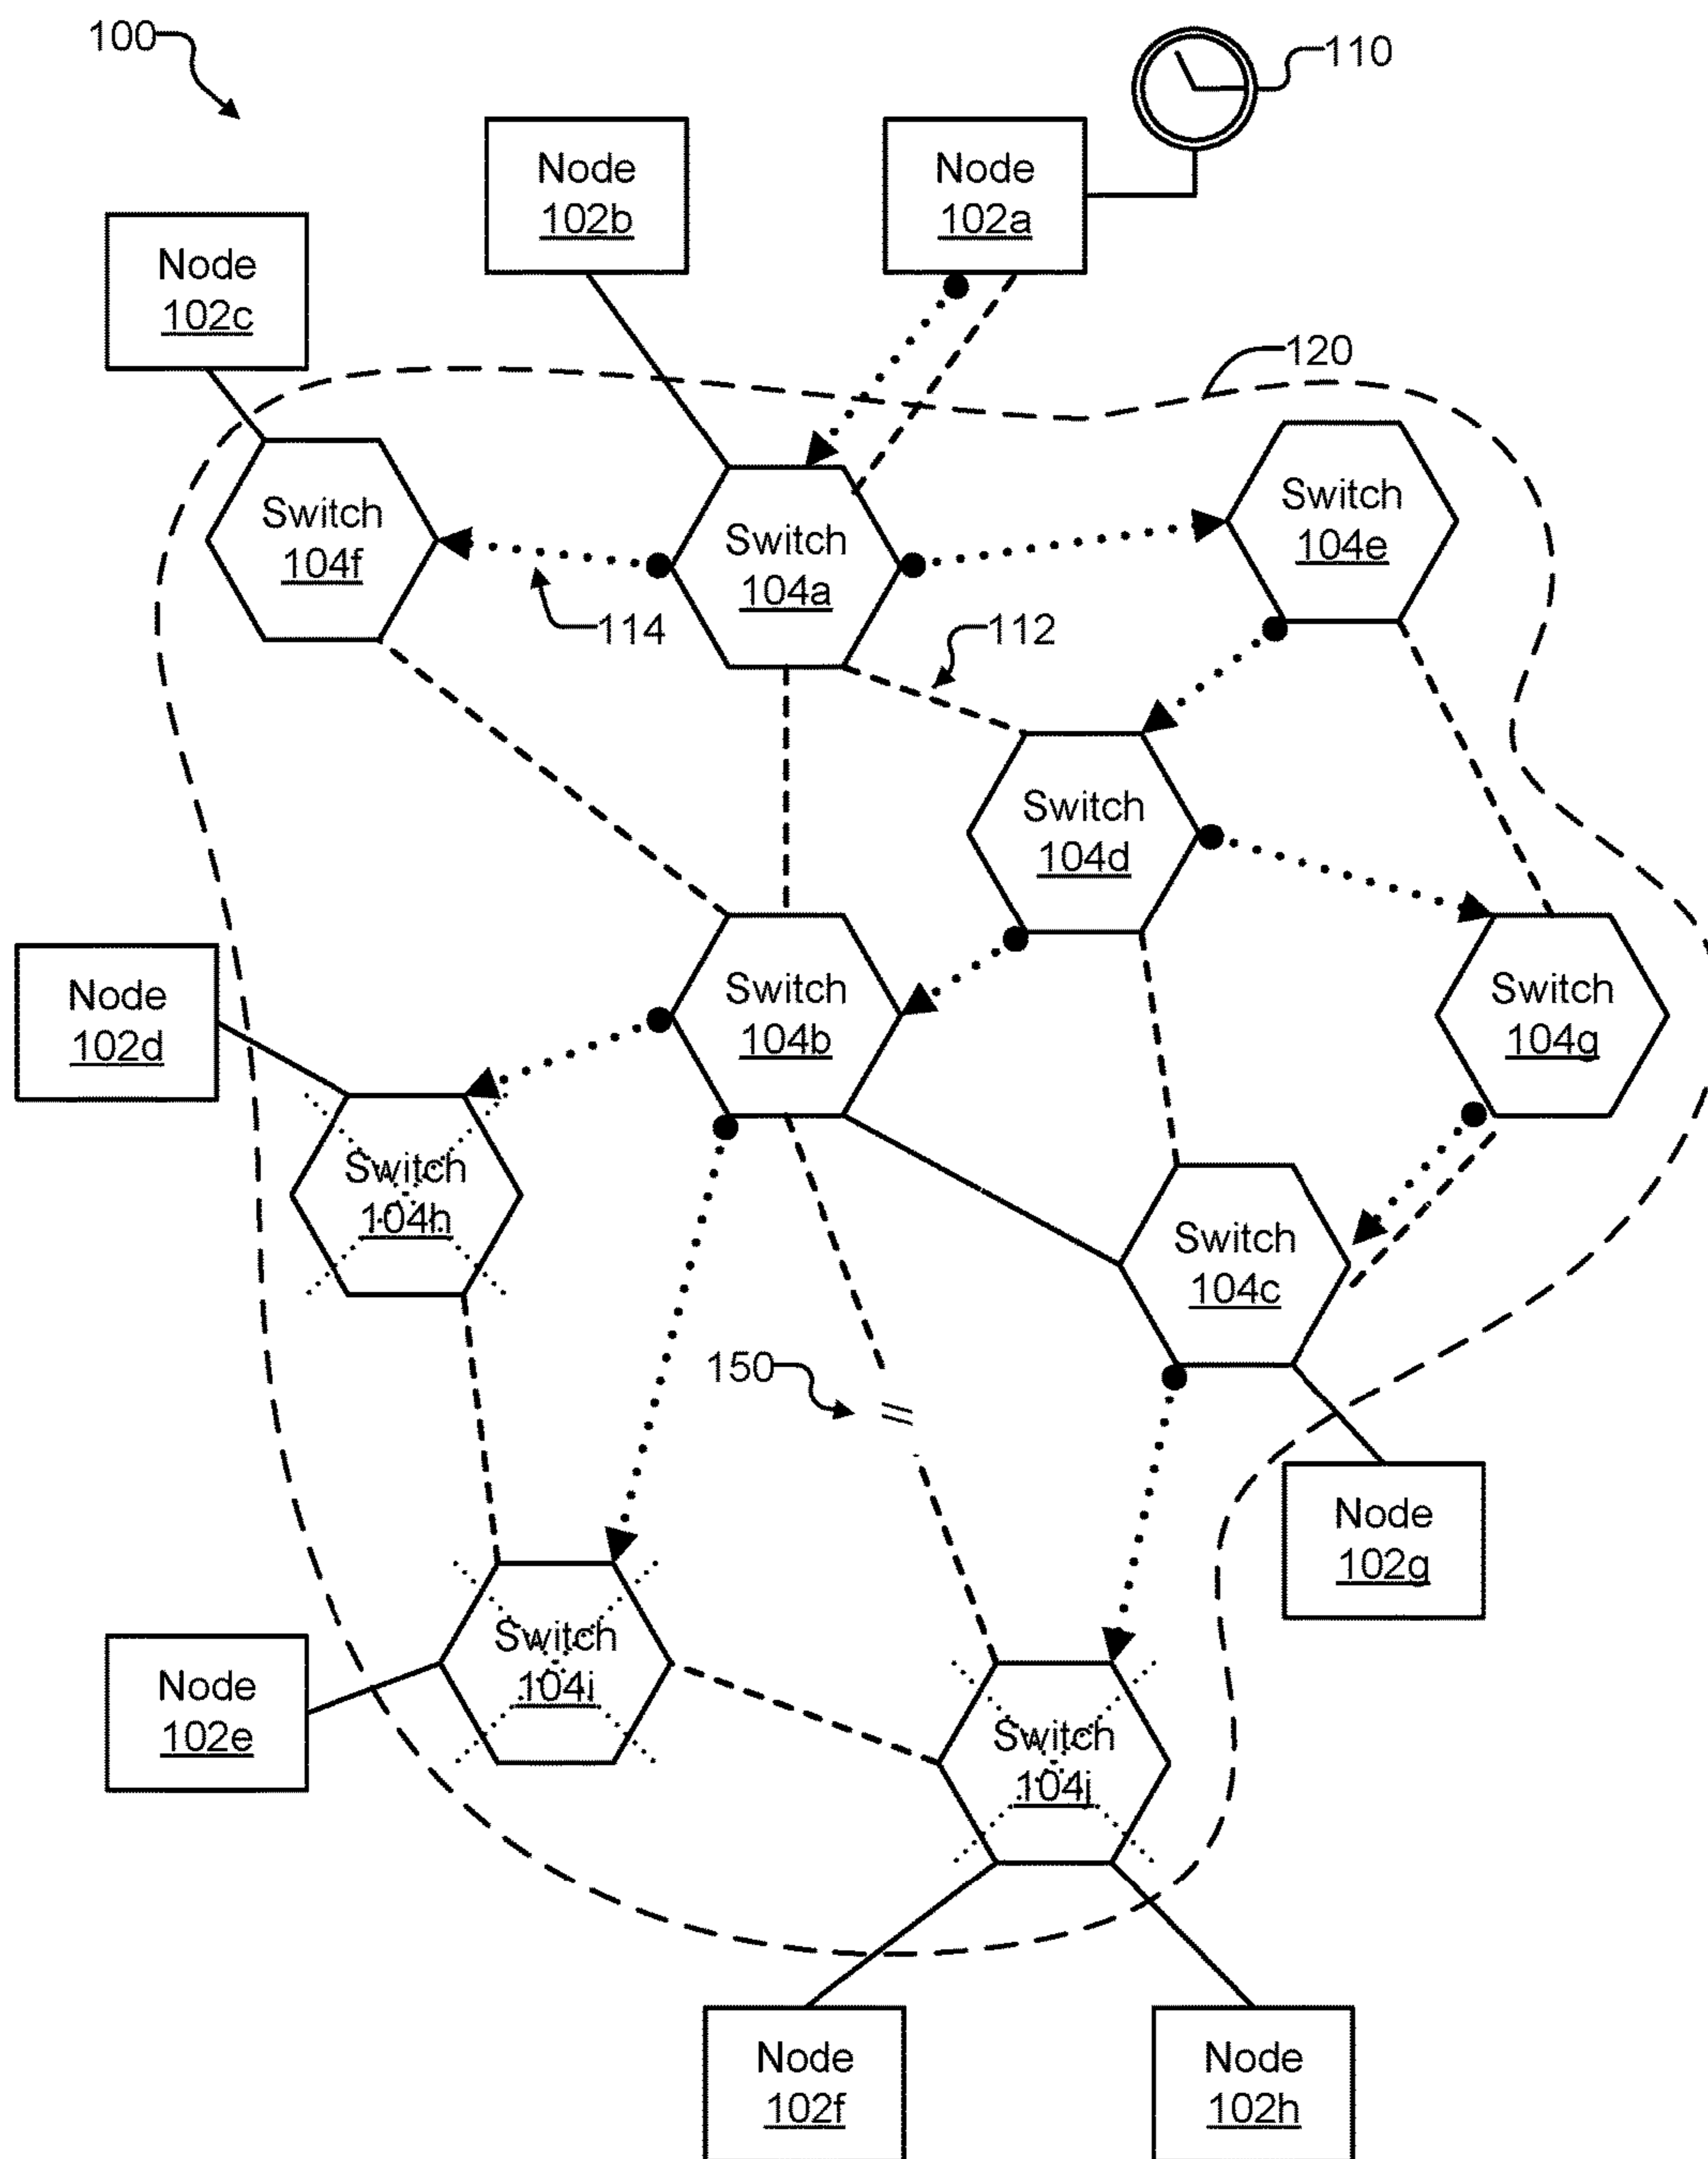 100
110
Node
102b
Node
102a
Node
102c
120
Switch
104f
Switch
104a
Switch
104e
114
112
Switch
104d
Node
102d
Switch
104b
Switch
104g
Switch
104h
Switch
104c
150
Node
102g
Switch
104i
Node
102e
Switch
104j
Node
102f
Node
102h